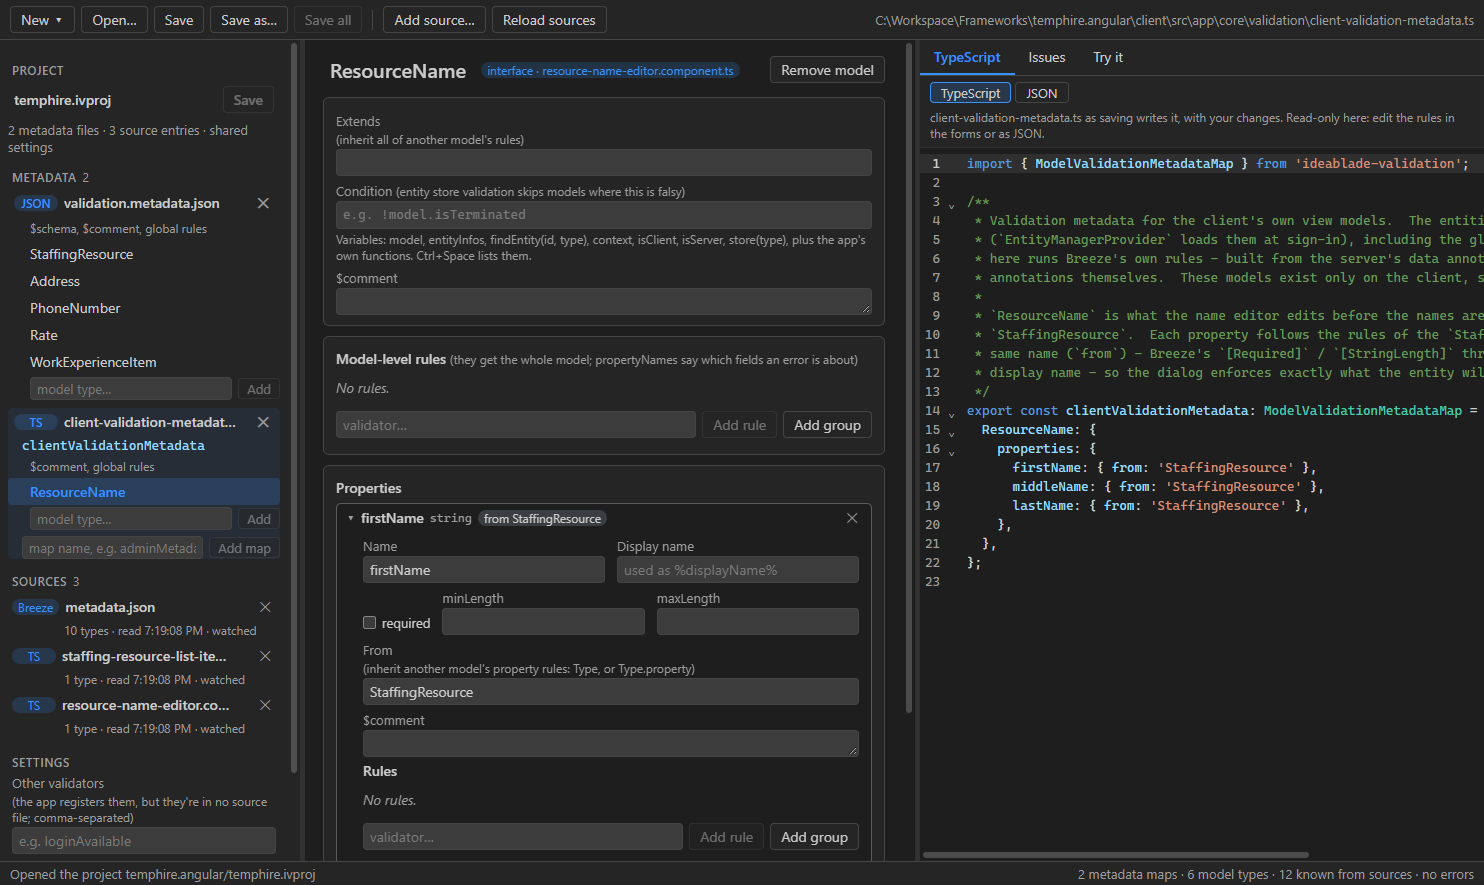 New ▾ Open... Save Save as... Save all Add source... Reload sources C:\Workspace\Frameworks\temphire.angular\client\src\app\core\validation\client-validation-metadata.ts
PROJECT
temphire.ivproj Save
2 metadata files · 3 source entries · shared
settings
METADATA 2
JSON validation.metadata.json
$schema, $comment, global rules
StaffingResource
Address
PhoneNumber
Rate
WorkExperienceItem
model type... Add
TS client-validation-metadat...
clientValidationMetadata
$comment, global rules
ResourceName
model type... Add
map name, e.g. adminMetada Add map
SOURCES 3
Breeze metadata.json
10 types · read 7:19:08 PM · watched
TS staffing-resource-list-ite...
1 type · read 7:19:08 PM · watched
TS resource-name-editor.co...
1 type · read 7:19:08 PM · watched
SETTINGS
Other validators
(the app registers them, but they're in no source
file; comma-separated)
e.g. loginAvailable
ResourceName interface · resource-name-editor.component.ts Remove model
Extends
(inherit all of another model's rules)
Condition (entity store validation skips models where this is falsy)
e.g. !model.isTerminated
Variables: model, entityInfos, findEntity(id, type), context, isClient, isServer, store(type), plus the app's
own functions. Ctrl+Space lists them.
$comment
Model-level rules (they get the whole model; propertyNames say which fields an error is about)
No rules.
validator... Add rule Add group
Properties
▾ firstName string from StaffingResource
Name Display name
firstName used as %displayName%
minLength maxLength
required
From
(inherit another model's property rules: Type, or Type.property)
StaffingResource
$comment
Rules
No rules.
validator... Add rule Add group
TypeScript Issues Try it
TypeScript JSON
client-validation-metadata.ts as saving writes it, with your changes. Read-only here: edit the rules in
the forms or as JSON.
1 import { ModelValidationMetadataMap } from 'ideablade-validation';
2
3 /**
4 * Validation metadata for the client's own view models.  The entiti
5 * (`EntityManagerProvider` loads them at sign-in), including the gl
6 * here runs Breeze's own rules - built from the server's data annot
7 * annotations themselves.  These models exist only on the client, s
8 *
9 * `ResourceName` is what the name editor edits before the names are
10 * `StaffingResource`.  Each property follows the rules of the `Staf
11 * same name (`from`) - Breeze's `[Required]` / `[StringLength]` thr
12 * display name - so the dialog enforces exactly what the entity wil
13 */
14 export const clientValidationMetadata: ModelValidationMetadataMap =
15 ResourceName: {
16 properties: {
17 firstName: { from: 'StaffingResource' },
18 middleName: { from: 'StaffingResource' },
19 lastName: { from: 'StaffingResource' },
20 },
21 },
22 };
23
Opened the project temphire.angular/temphire.ivproj 2 metadata maps · 6 model types · 12 known from sources · no errors